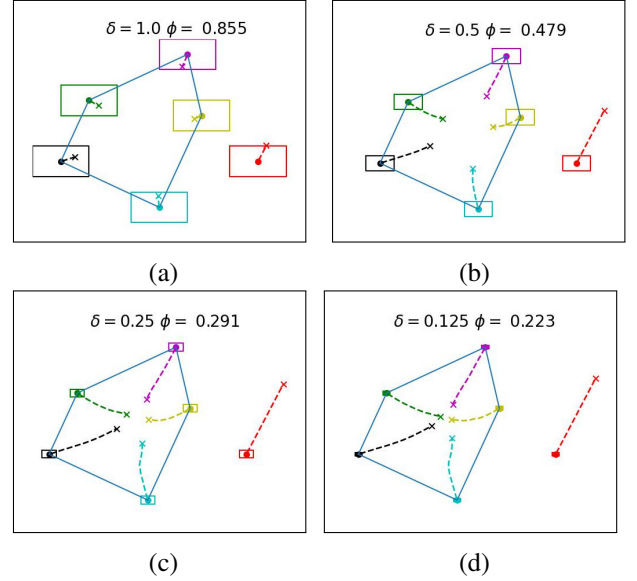 δ = 1.0 ϕ = 0.855
δ = 0.5 ϕ = 0.479
(a)
(b)
δ = 0.25 ϕ = 0.291
δ = 0.125 ϕ = 0.223
(c)
(d)